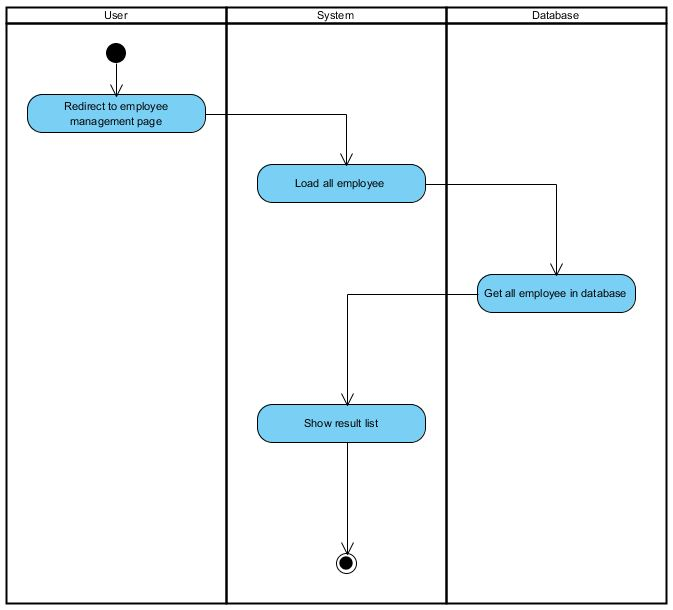 User
System
Database
Redirect to employee
management page
Load all employee
Get all employee in database
Show result list